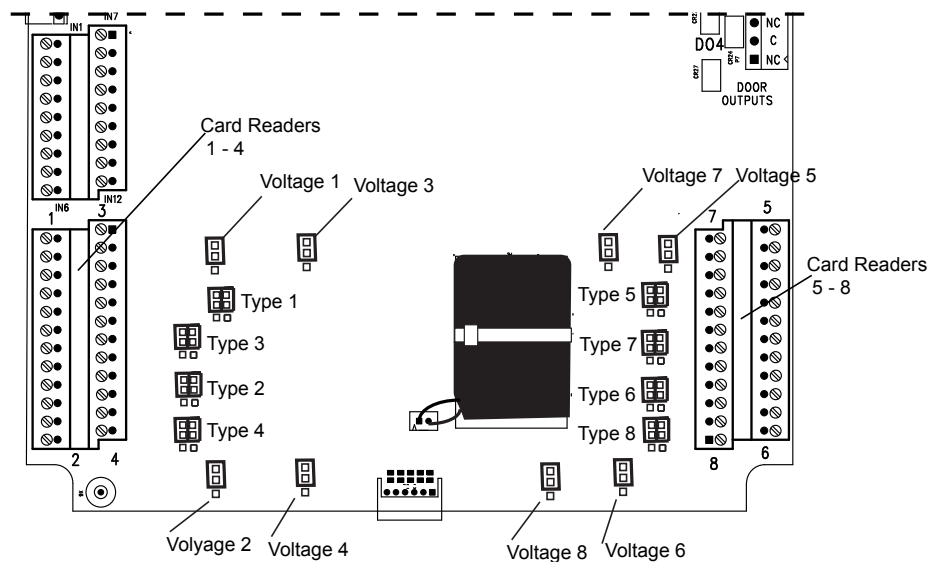 IN7
IN1
CR27
DO4
CR26
P7
NC
C
NC
DOOR
OUTPUTS
Card Readers
1 - 4
Voltage 1
Voltage 3
Voltage 7
Voltage 5
IN6
IN12
1
3
7
5
Card Readers
5 - 8
Type 1
Type 3
Type 2
Type 4
Type 5
Type 7
Type 6
Type 8
2
4
8
6
Volyage 2
Voltage 4
Voltage 8
Voltage 6